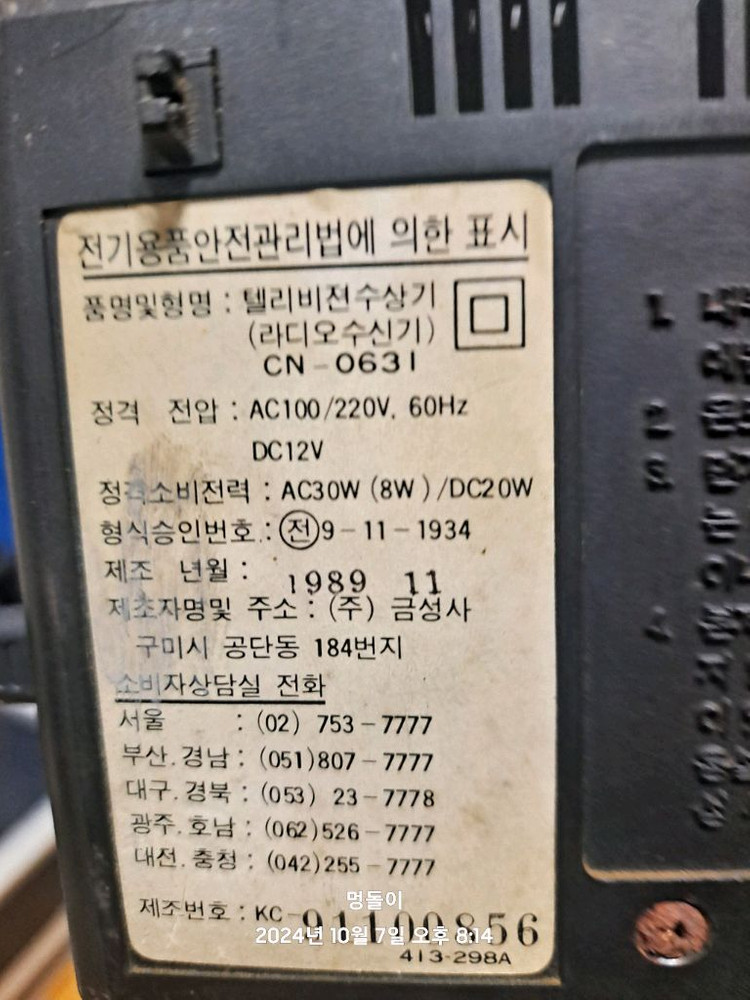 전기용품안전관리법에 의한 표시
품명및형명 : 텔리비젼수상기
(라디오수신기)
CN-0631
정격 전압 : AC100/220V, 60Hz
DC12V
정격소비전력 : AC30W (8W)/DC20W
형식승인번호 : 전9-11-1934
제조 년월 : 1989 11
제조자명및 주소 : (주) 금성사
구미시 공단동 184번지
소비자상담실 전화
서울 : (02) 753-7777
부산.경남 : (051)807-7777
대구.경북 : (053) 23-7778
광주.호남 : (062)526-7777
대전.충청 : (042)255-7777
제조번호 : KC-91100856
멍돌이
2024년 10월 7일 오후 8:14
413-298A
1.
2.
3.
4.